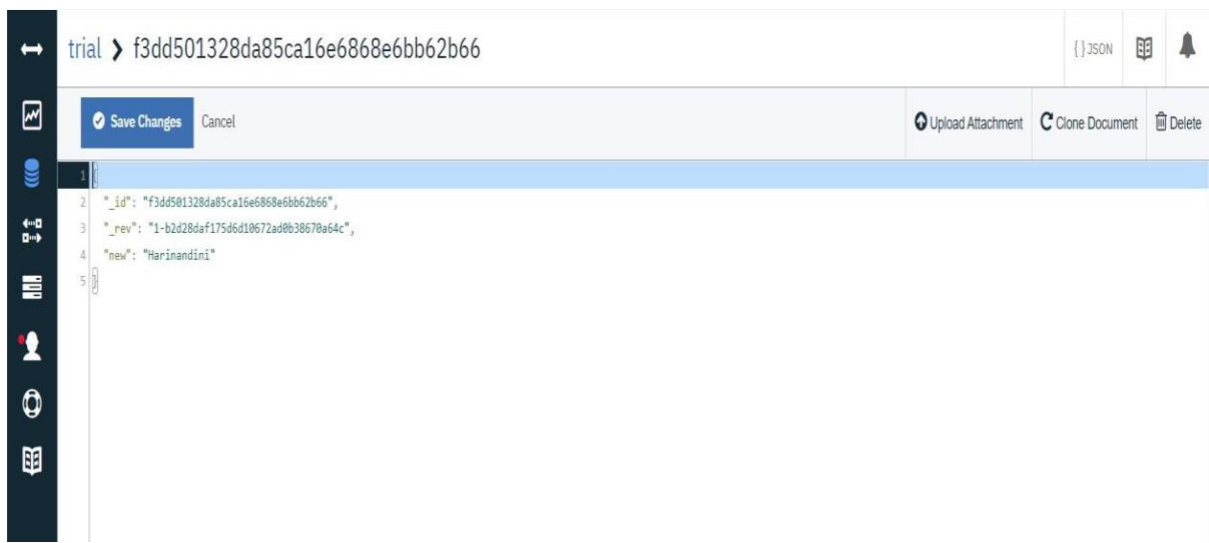 trial ❯ f3dd501328da85ca16e6868e6bb62b66
{ } JSON
Save Changes Cancel
Upload Attachment Clone Document Delete
1 {
2 "_id": "f3dd501328da85ca16e6868e6bb62b66",
3 "_rev": "1-b2d28daf175d6d10672ad0b38670a64c",
4 "new": "Harinandini"
5 }